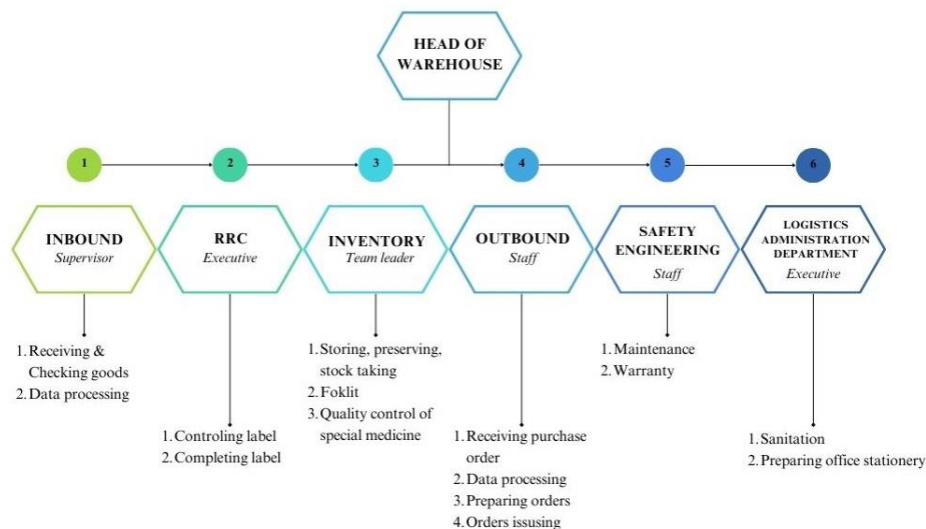 HEAD OF
WAREHOUSE
1
2
3
4
5
6
INBOUND
Supervisor
RRC
Executive
INVENTORY
Team leader
OUTBOUND
Staff
SAFETY
ENGINEERING
Staff
LOGISTICS
ADMINISTRATION
DEPARTMENT
Executive
1. Receiving &
Checking goods
2. Data processing
1. Controling label
2. Completing label
1. Storing, preserving,
stock taking
2. Foklit
3. Quality control of
special medicine
1. Receiving purchase
order
2. Data processing
3. Preparing orders
4. Orders issusing
1. Maintenance
2. Warranty
1. Sanitation
2. Preparing office stationery